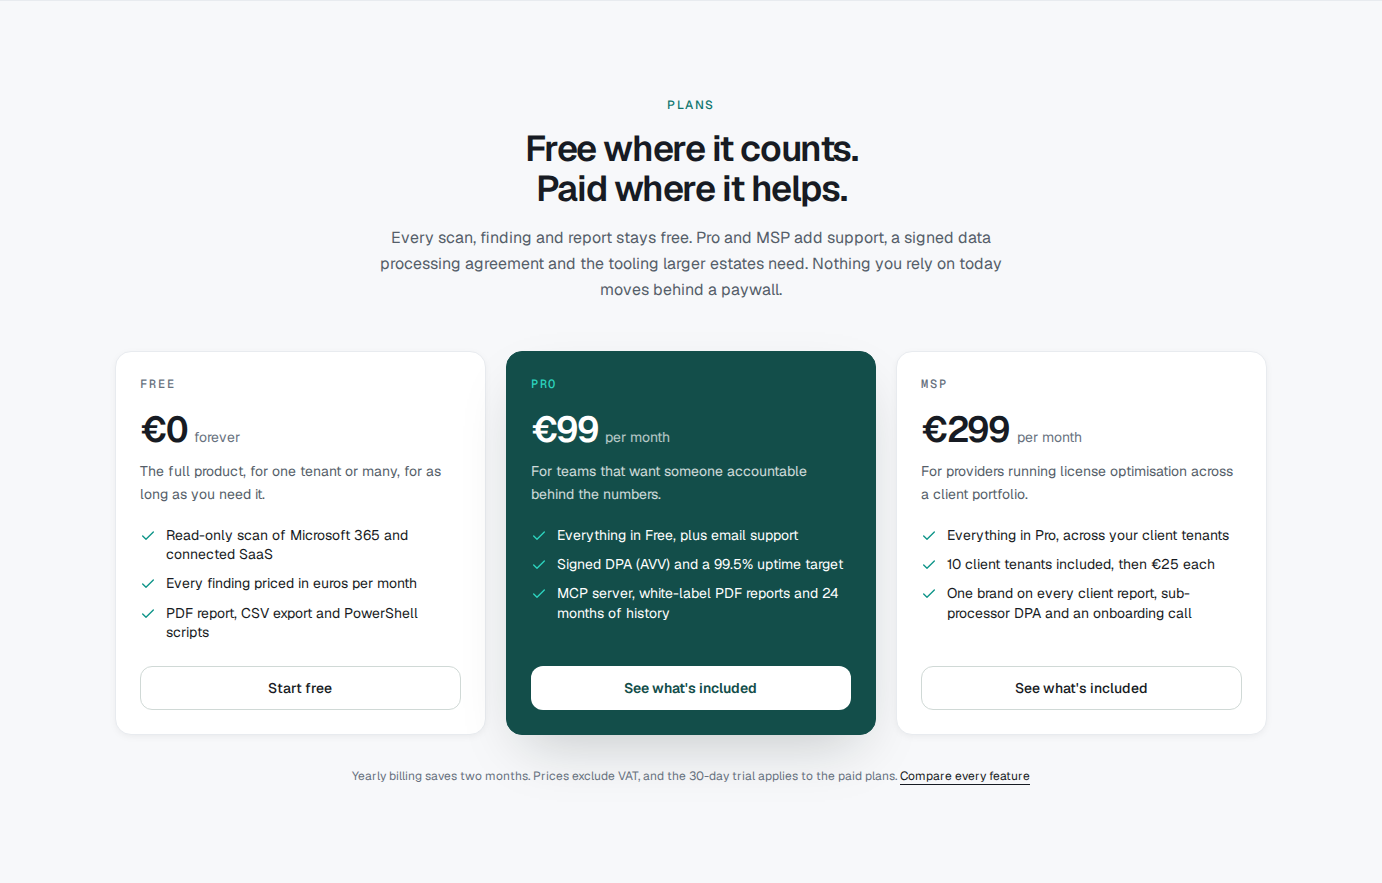 PLANS
Free where it counts.
Paid where it helps.
Every scan, finding and report stays free. Pro and MSP add support, a signed data
processing agreement and the tooling larger estates need. Nothing you rely on today
moves behind a paywall.
FREE
€0 forever
The full product, for one tenant or many, for as
long as you need it.
Read-only scan of Microsoft 365 and
connected SaaS
Every finding priced in euros per month
PDF report, CSV export and PowerShell
scripts
Start free
PRO
€99 per month
For teams that want someone accountable
behind the numbers.
Everything in Free, plus email support
Signed DPA (AVV) and a 99.5% uptime target
MCP server, white-label PDF reports and 24
months of history
See what's included
MSP
€299 per month
For providers running license optimisation across
a client portfolio.
Everything in Pro, across your client tenants
10 client tenants included, then €25 each
One brand on every client report, sub-
processor DPA and an onboarding call
See what's included
Yearly billing saves two months. Prices exclude VAT, and the 30-day trial applies to the paid plans. Compare every feature